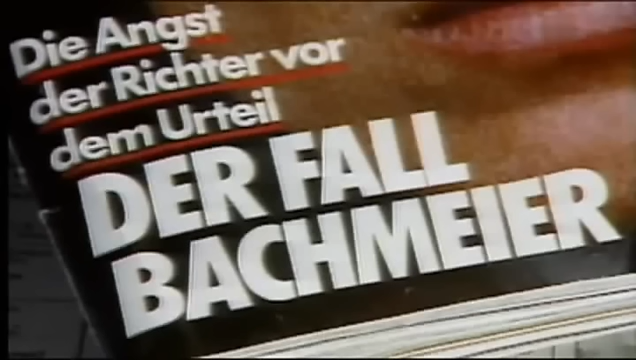 Die Angst
der Richter vor
dem Urteil
DER FALL
BACHMEIER